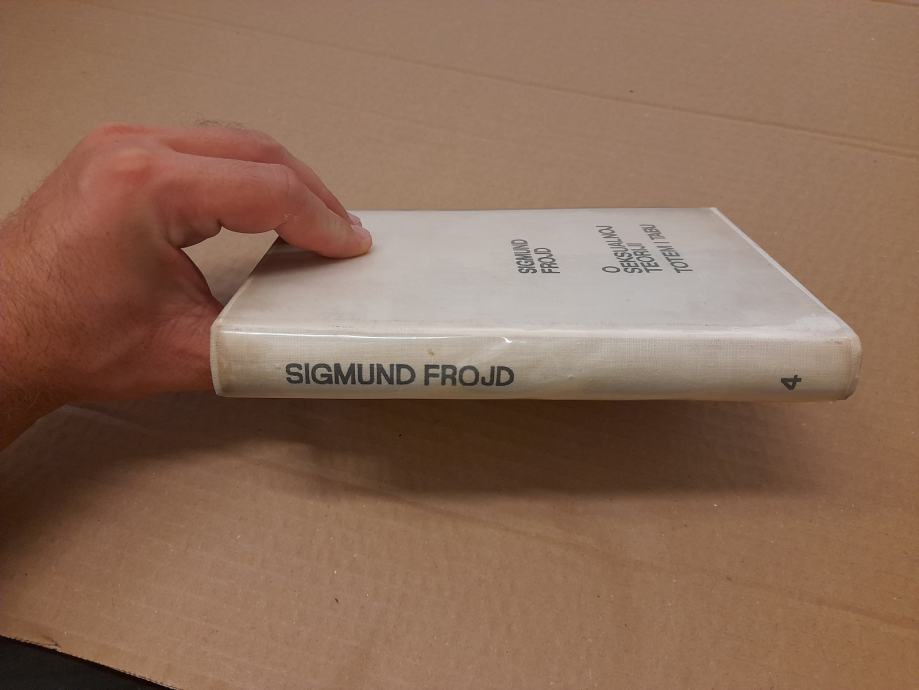 SIGMUND
FROJD
O
SEKSUALNOJ
TEORIJI
TOTEM I TABU
SIGMUND FROJD
4